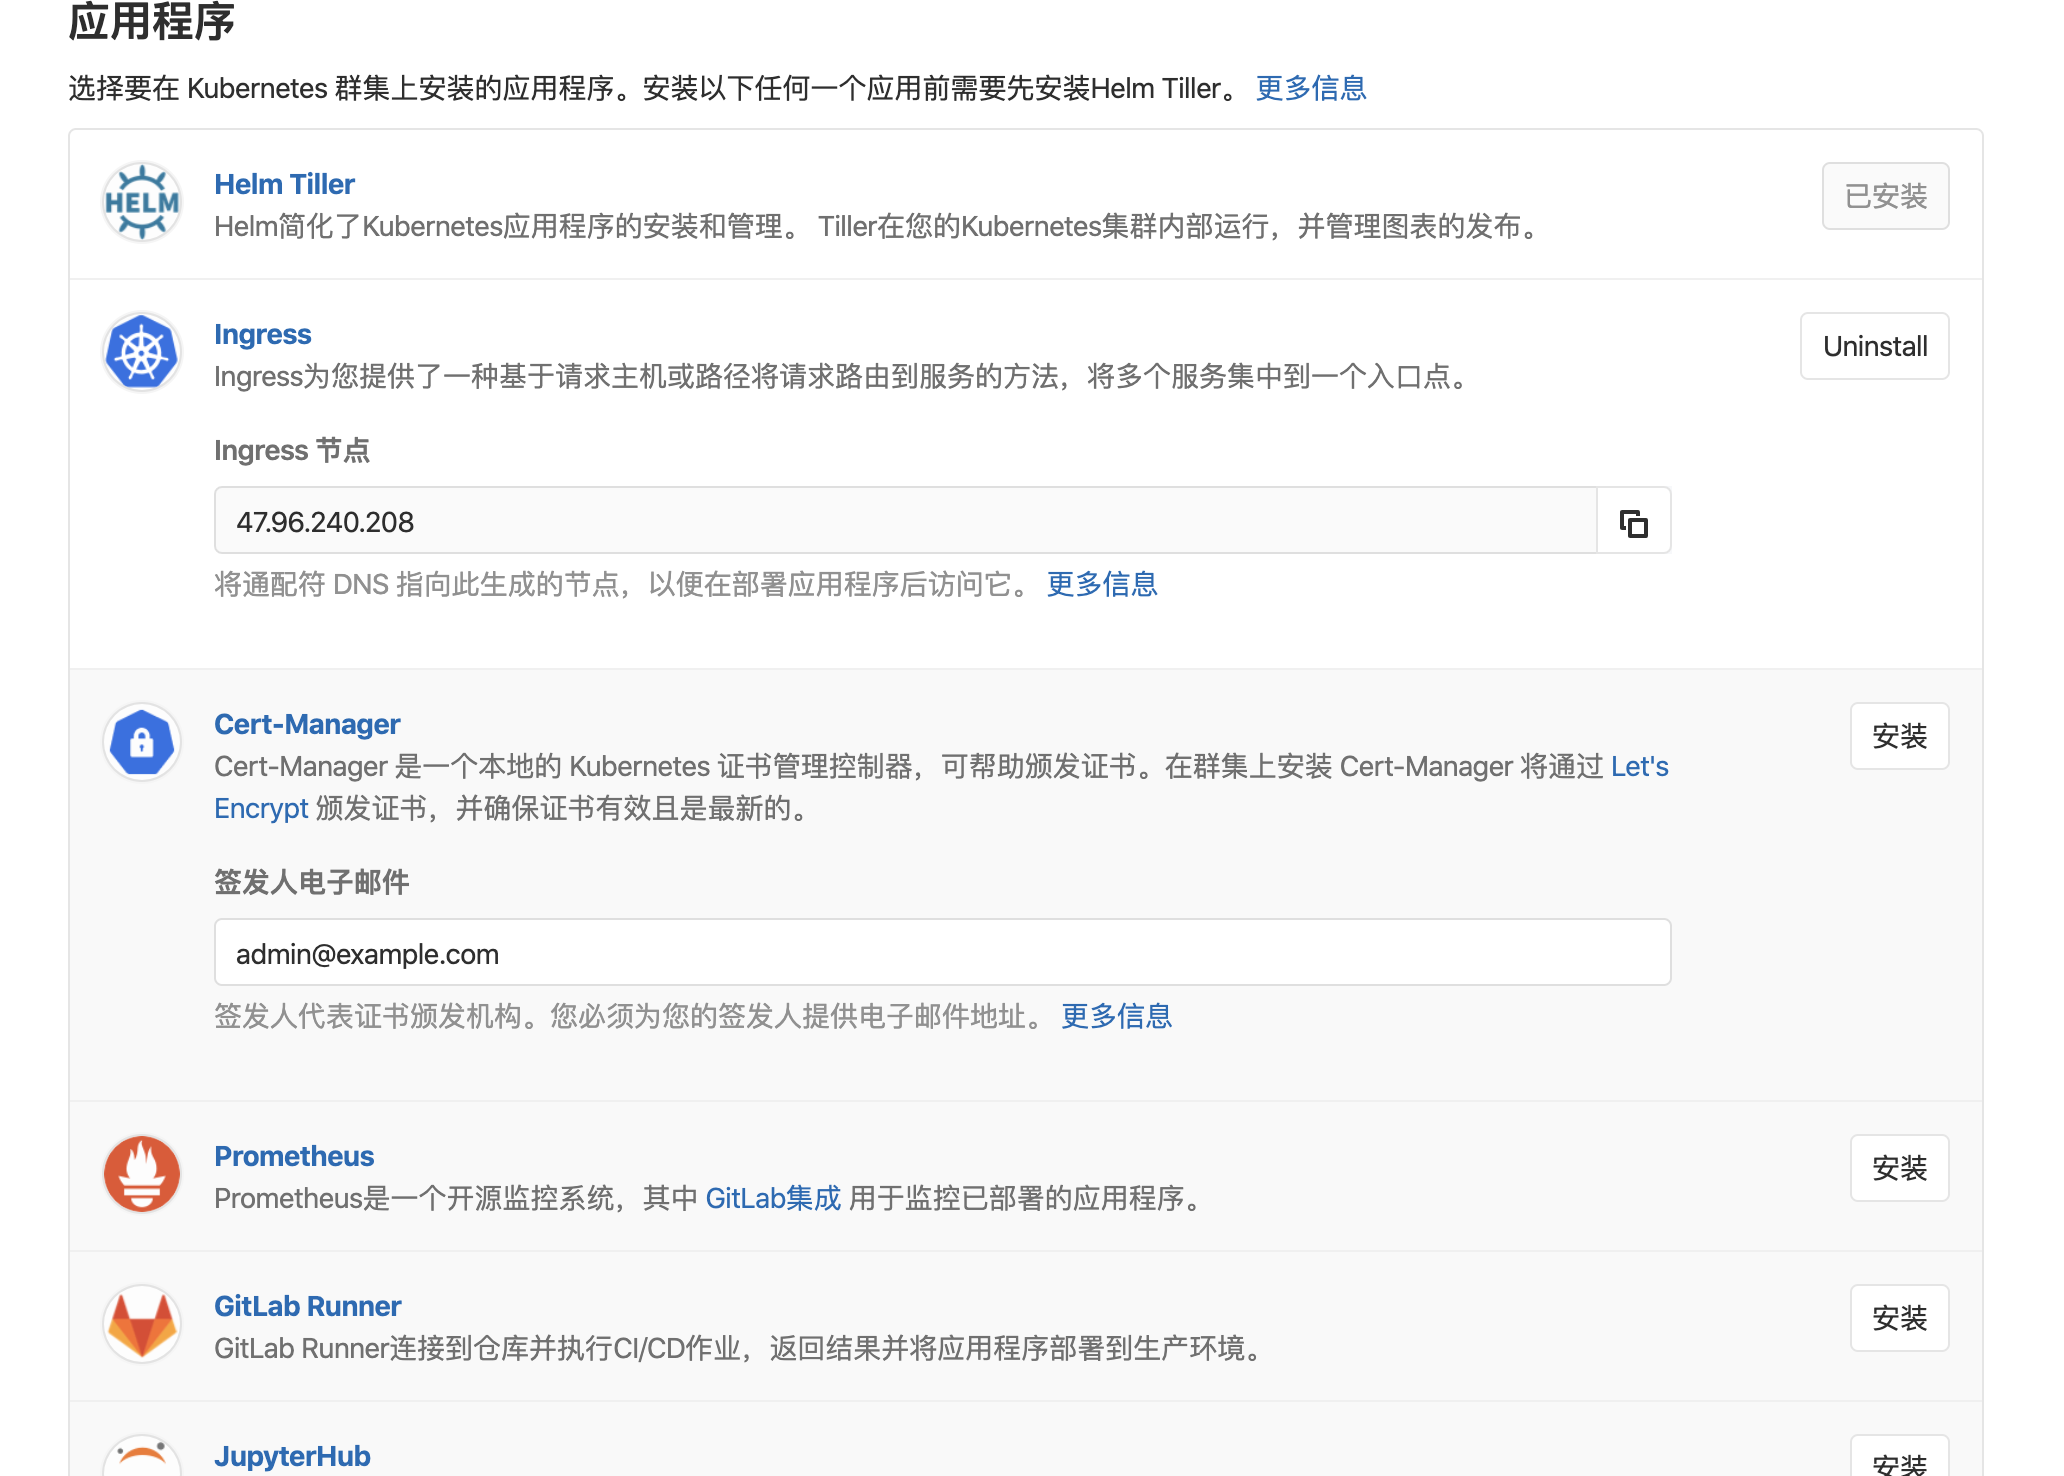 应用程序
选择要在 Kubernetes 群集上安装的应用程序。安装以下任何一个应用前需要先安装Helm Tiller。 更多信息
HELM
Helm Tiller
已安装
Helm简化了Kubernetes应用程序的安装和管理。 Tiller在您的Kubernetes集群内部运行，并管理图表的发布。
Ingress
Uninstall
Ingress为您提供了一种基于请求主机或路径将请求路由到服务的方法，将多个服务集中到一个入口点。
Ingress 节点
47.96.240.208
将通配符 DNS 指向此生成的节点，以便在部署应用程序后访问它。 更多信息
Cert-Manager
安装
Cert-Manager 是一个本地的 Kubernetes 证书管理控制器，可帮助颁发证书。在群集上安装 Cert-Manager 将通过 Let's
Encrypt 颁发证书，并确保证书有效且是最新的。
签发人电子邮件
admin@example.com
签发人代表证书颁发机构。您必须为您的签发人提供电子邮件地址。 更多信息
Prometheus
安装
Prometheus是一个开源监控系统，其中 GitLab集成 用于监控已部署的应用程序。
GitLab Runner
安装
GitLab Runner连接到仓库并执行CI/CD作业，返回结果并将应用程序部署到生产环境。
JupyterHub
安装